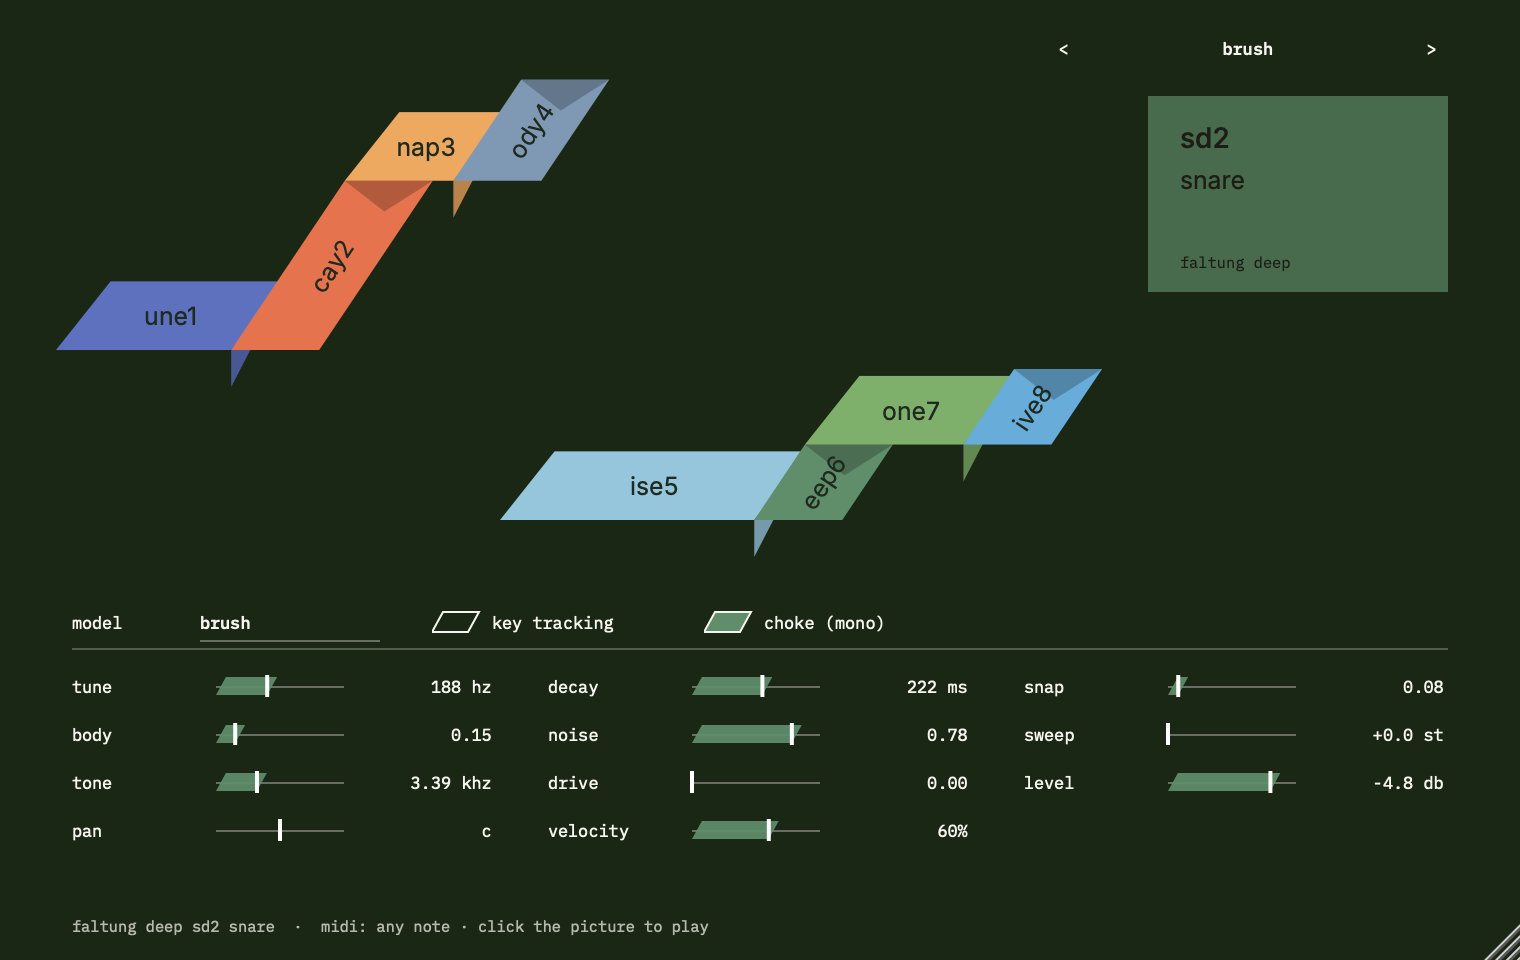 < brush >
sd2
snare
faltung deep
ody4
nap3
cay2
une1
ive8
one7
eep6
ise5
model brush key tracking choke (mono)
tune 188 hz decay 222 ms snap 0.08
body 0.15 noise 0.78 sweep +0.0 st
tone 3.39 khz drive 0.00 level -4.8 db
pan c velocity 60%
faltung deep sd2 snare · midi: any note · click the picture to play